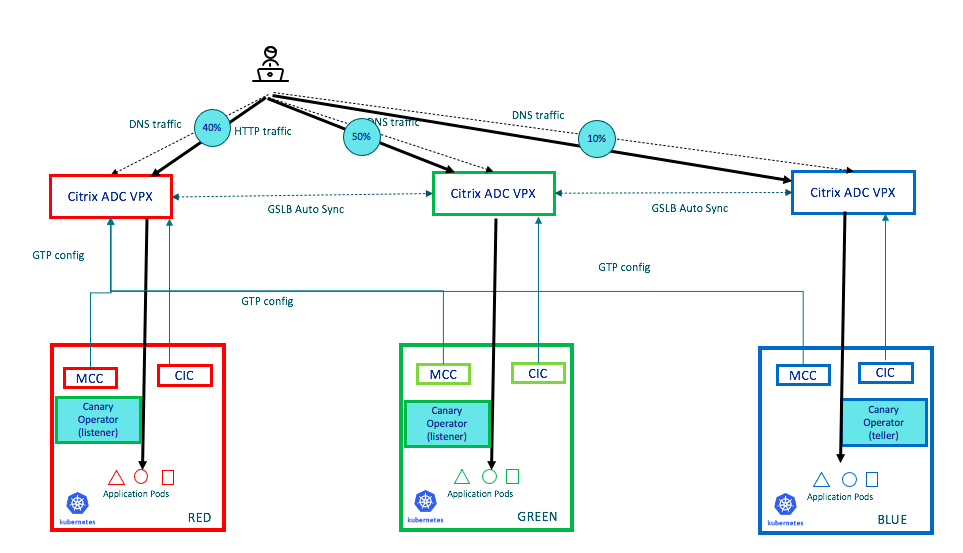 DNS traffic
40%
HTTP traffic
50%
DNS traffic
DNS traffic
10%
Citrix ADC VPX
Citrix ADC VPX
Citrix ADC VPX
GSLB Auto Sync
GSLB Auto Sync
GTP config
GTP config
GTP config
MCC
CIC
Canary
Operator
(listener)
Application Pods
kubernetes
RED
MCC
CIC
Canary
Operator
(listener)
Application Pods
kubernetes
GREEN
MCC
CIC
Canary
Operator
(teller)
Application Pods
kubernetes
BLUE